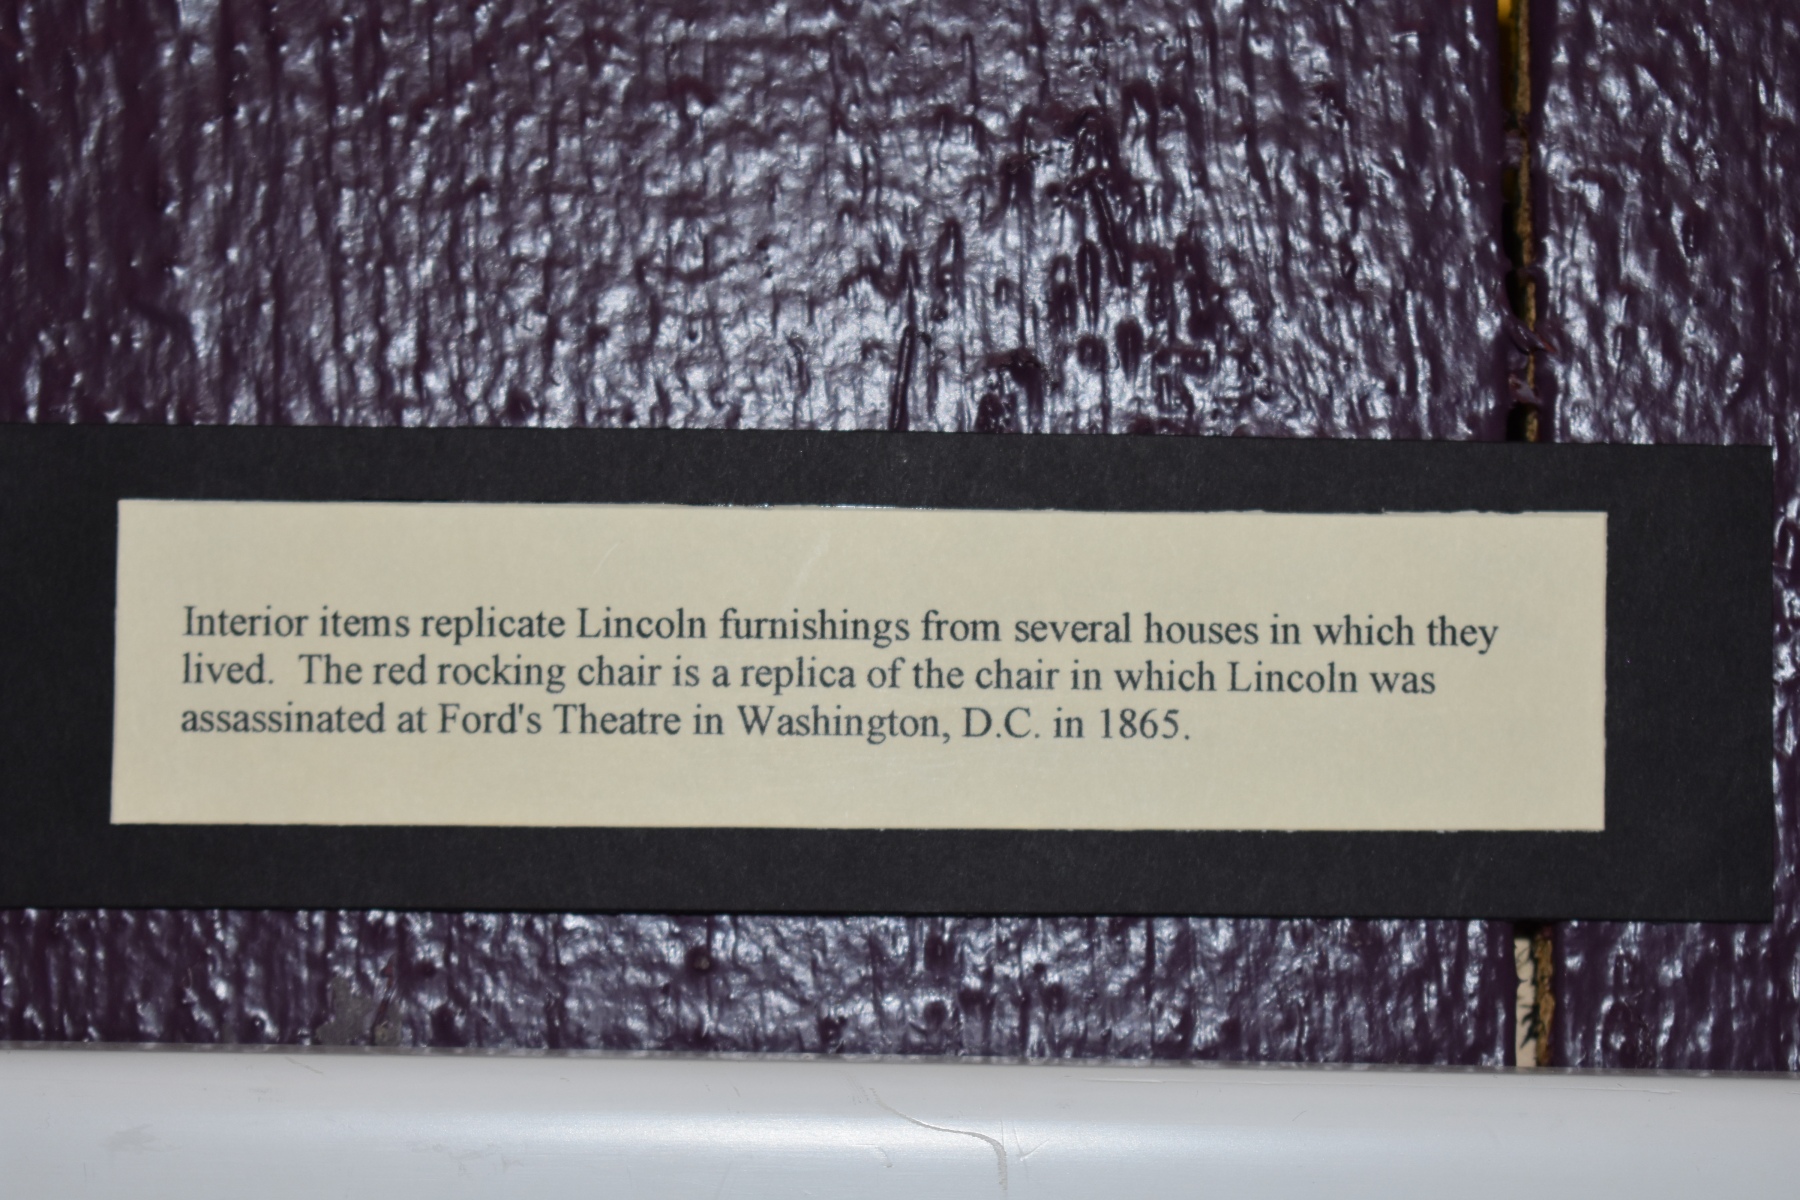 Interior items replicate Lincoln furnishings from several houses in which they
lived.  The red rocking chair is a replica of the chair in which Lincoln was
assassinated at Ford's Theatre in Washington, D.C. in 1865.